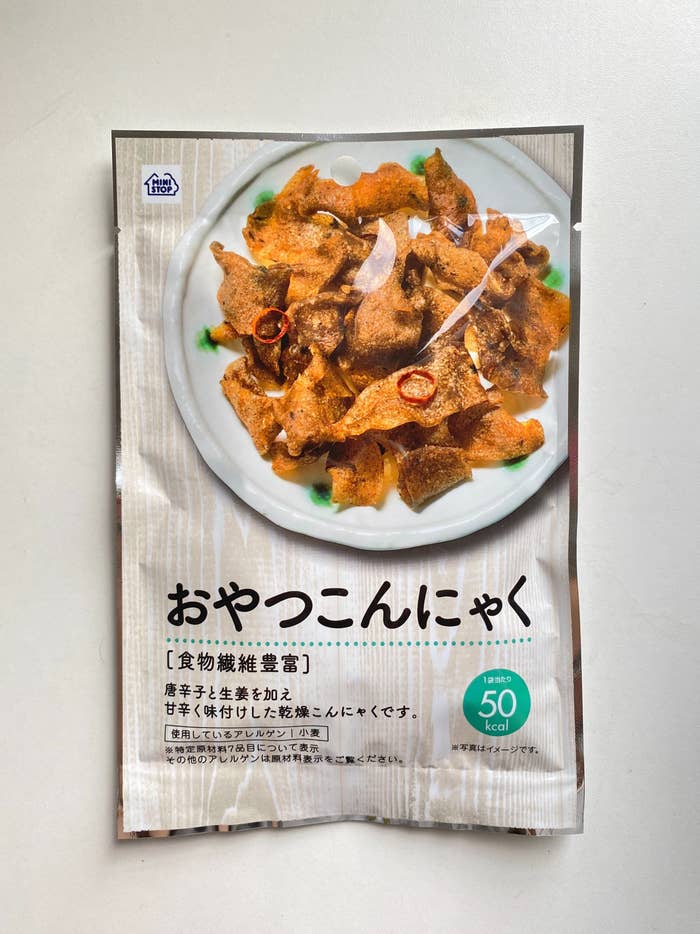 MINI
STOP
おやつこんにゃく
[食物繊維豊富]
唐辛子と生姜を加え
甘辛く味付けした乾燥こんにゃくです。
使用しているアレルゲン | 小麦
※特定原材料7品目について表示
その他のアレルゲンは原材料表示をご覧ください。
1袋当たり
50
kcal
※写真はイメージです。